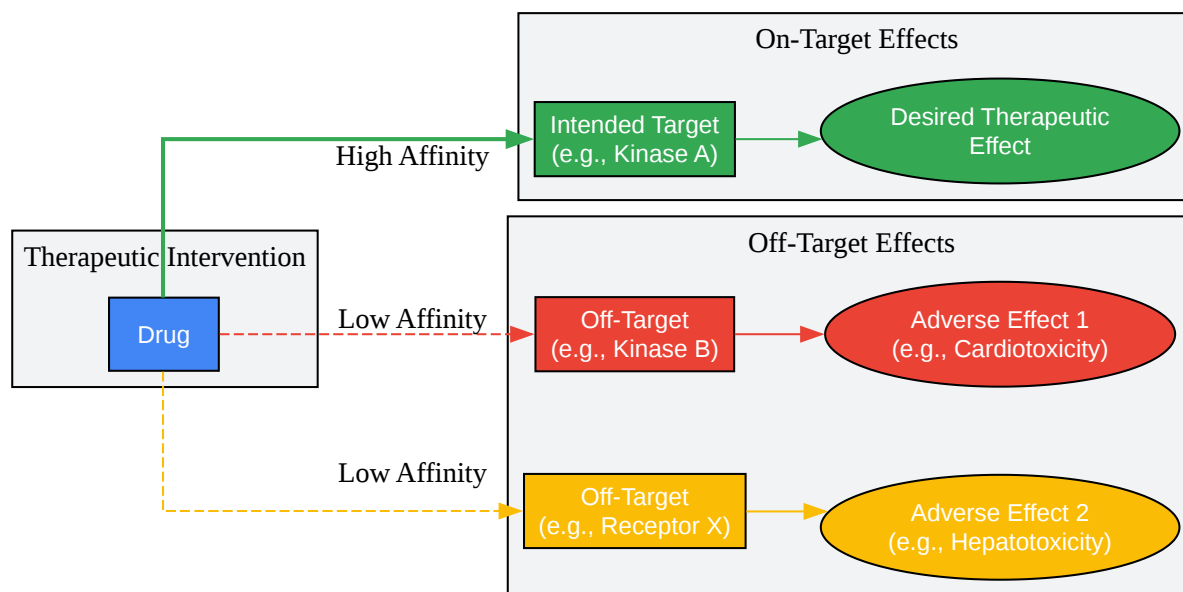 On-Target Effects
Intended Target
(e.g., Kinase A)
Desired Therapeutic
Effect
High Affinity
Therapeutic Intervention
Drug
Off-Target Effects
Low Affinity
Off-Target
(e.g., Kinase B)
Adverse Effect 1
(e.g., Cardiotoxicity)
Low Affinity
Off-Target
(e.g., Receptor X)
Adverse Effect 2
(e.g., Hepatotoxicity)